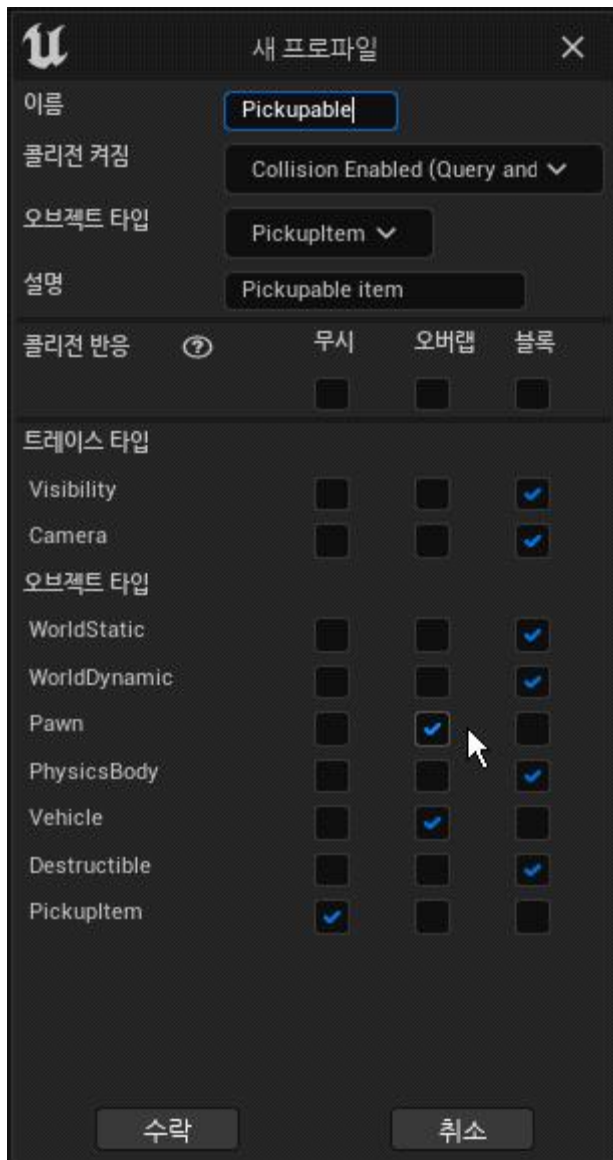 새 프로파일
이름 Pickupable
콜리전 켜짐 Collision Enabled (Query and
오브젝트 타입 PickupItem
설명 Pickupable item
콜리전 반응 ? 무시 오버랩 블록
트레이스 타입
Visibility
Camera
오브젝트 타입
WorldStatic
WorldDynamic
Pawn
PhysicsBody
Vehicle
Destructible
PickupItem
수락 취소